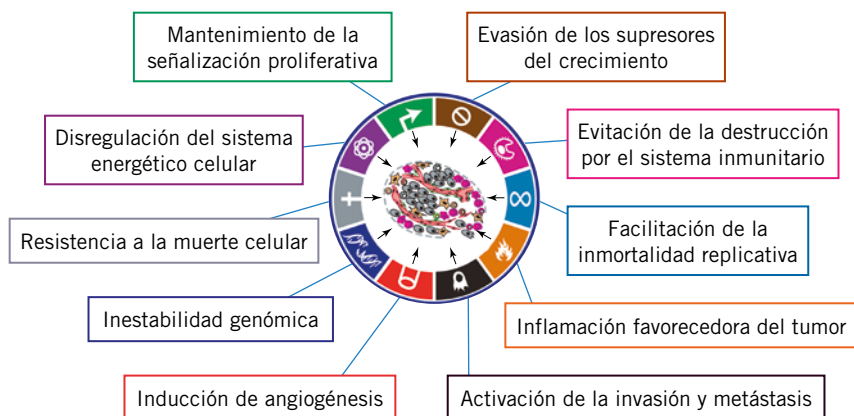 Mantenimiento de la
señalización proliferativa
Evasión de los supresores
del crecimiento
Disregulación del sistema
energético celular
Evitación de la destrucción
por el sistema inmunitario
Resistencia a la muerte celular
Facilitación de la
inmortalidad replicativa
Inestabilidad genómica
Inflamación favorecedora del tumor
Inducción de angiogénesis
Activación de la invasión y metástasis